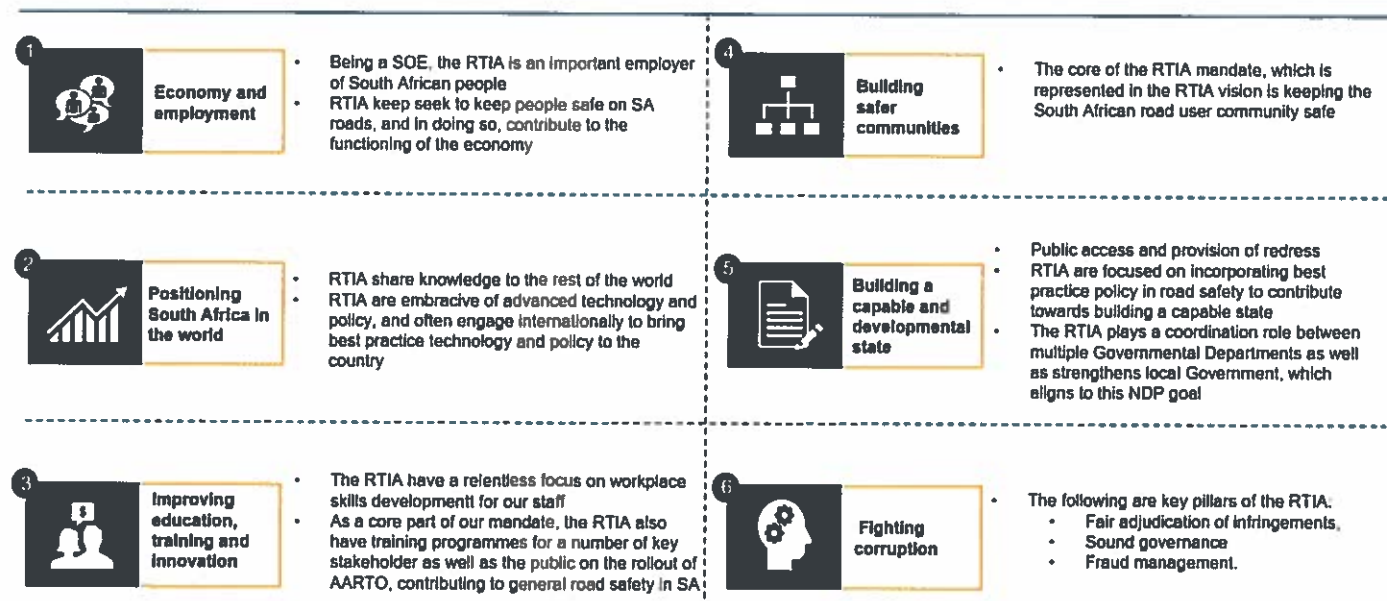 1
Economy and
employment
• Being a SOE, the RTIA is an important employer
of South African people
• RTIA keep seek to keep people safe on SA
roads, and in doing so, contribute to the
functioning of the economy
2
Positioning
South Africa in
the world
• RTIA share knowledge to the rest of the world
• RTIA are embracive of advanced technology and
policy, and often engage internationally to bring
best practice technology and policy to the
country
3
$
Improving
education,
training and
innovation
• The RTIA have a relentless focus on workplace
skills developmentl for our staff
• As a core part of our mandate, the RTIA also
have training programmes for a number of key
stakeholder as well as the public on the rollout of
AARTO, contributing to general road safety in SA
4
Building
safer
communities
• The core of the RTIA mandate, which is
represented in the RTIA vision is keeping the
South African road user community safe
5
Building a
capable and
developmental
state
• Public access and provision of redress
• RTIA are focused on incorporating best
practice policy in road safety to contribute
towards building a capable state
• The RTIA plays a coordination role between
multiple Governmental Departments as well
as strengthens local Government, which
aligns to this NDP goal
6
Fighting
corruption
• The following are key pillars of the RTIA:
• Fair adjudication of infringements,
• Sound governance
• Fraud management.